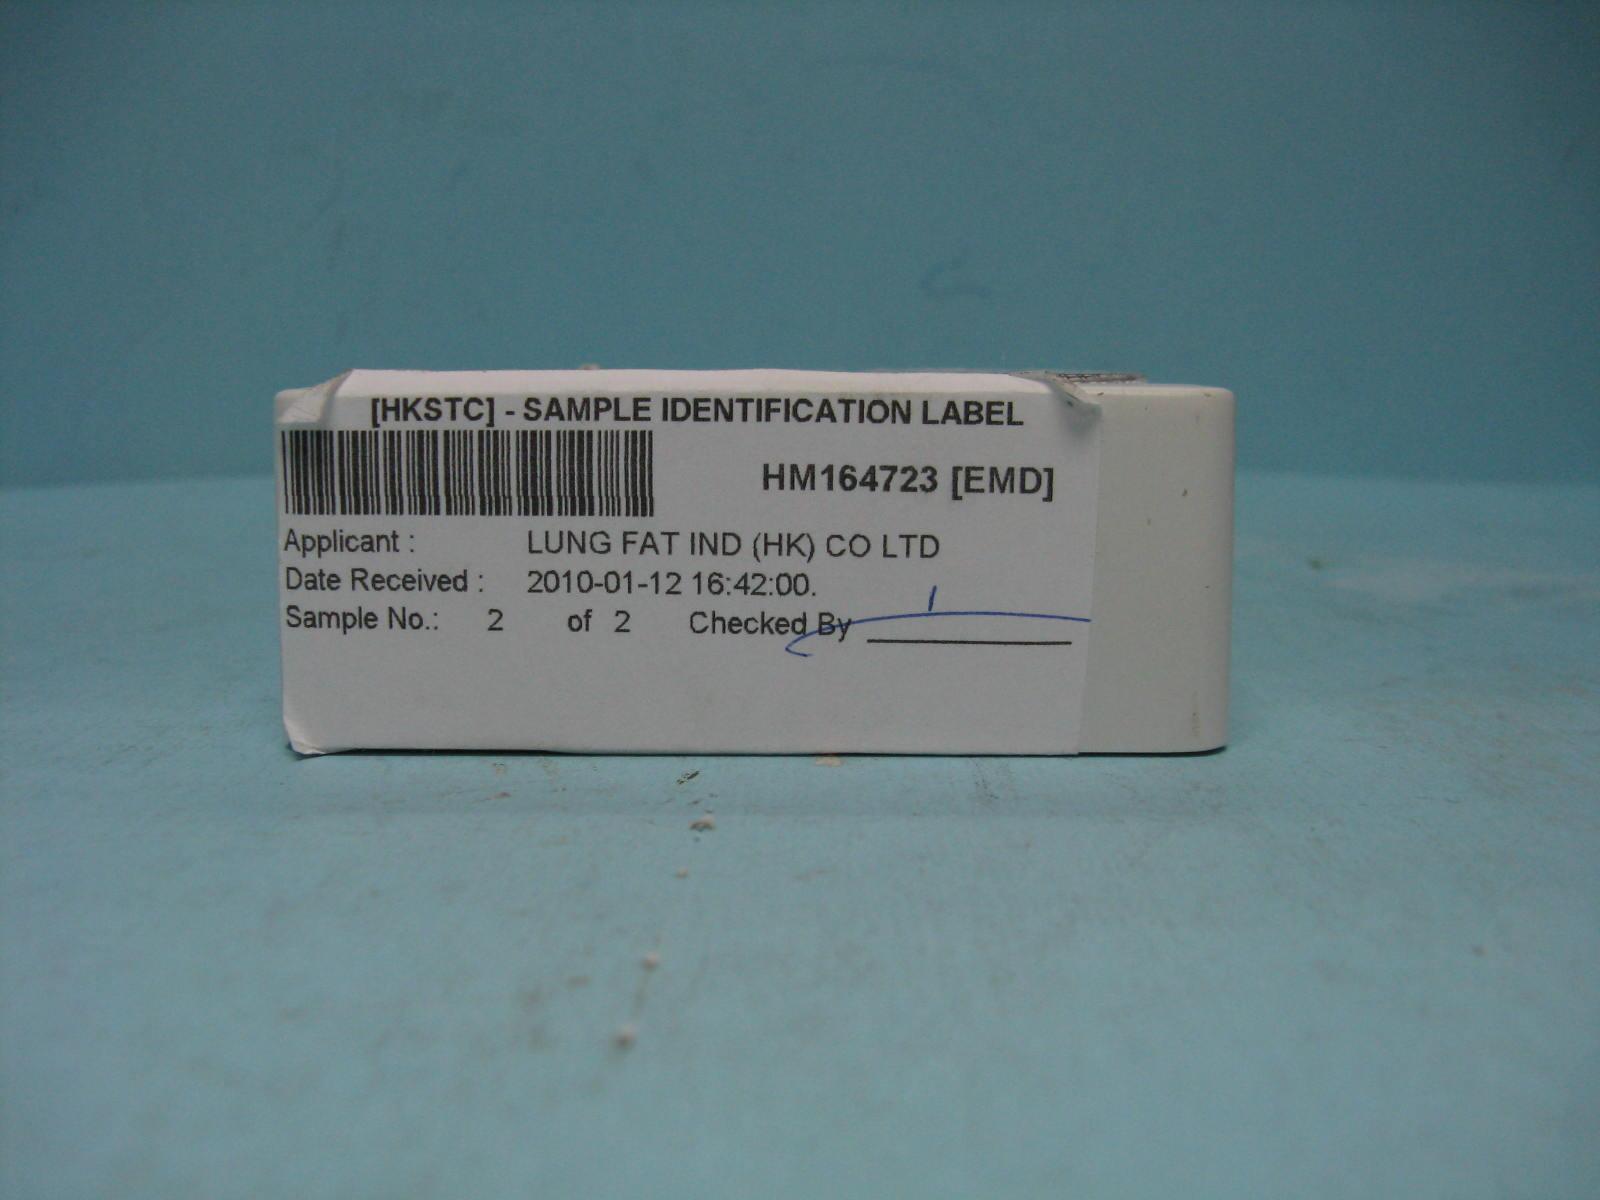 [HKSTC] - SAMPLE IDENTIFICATION LABEL
HM164723 [EMD]
Applicant : LUNG FAT IND (HK) CO LTD
Date Received : 2010-01-12 16:42:00.
Sample No.: 2 of 2 Checked By